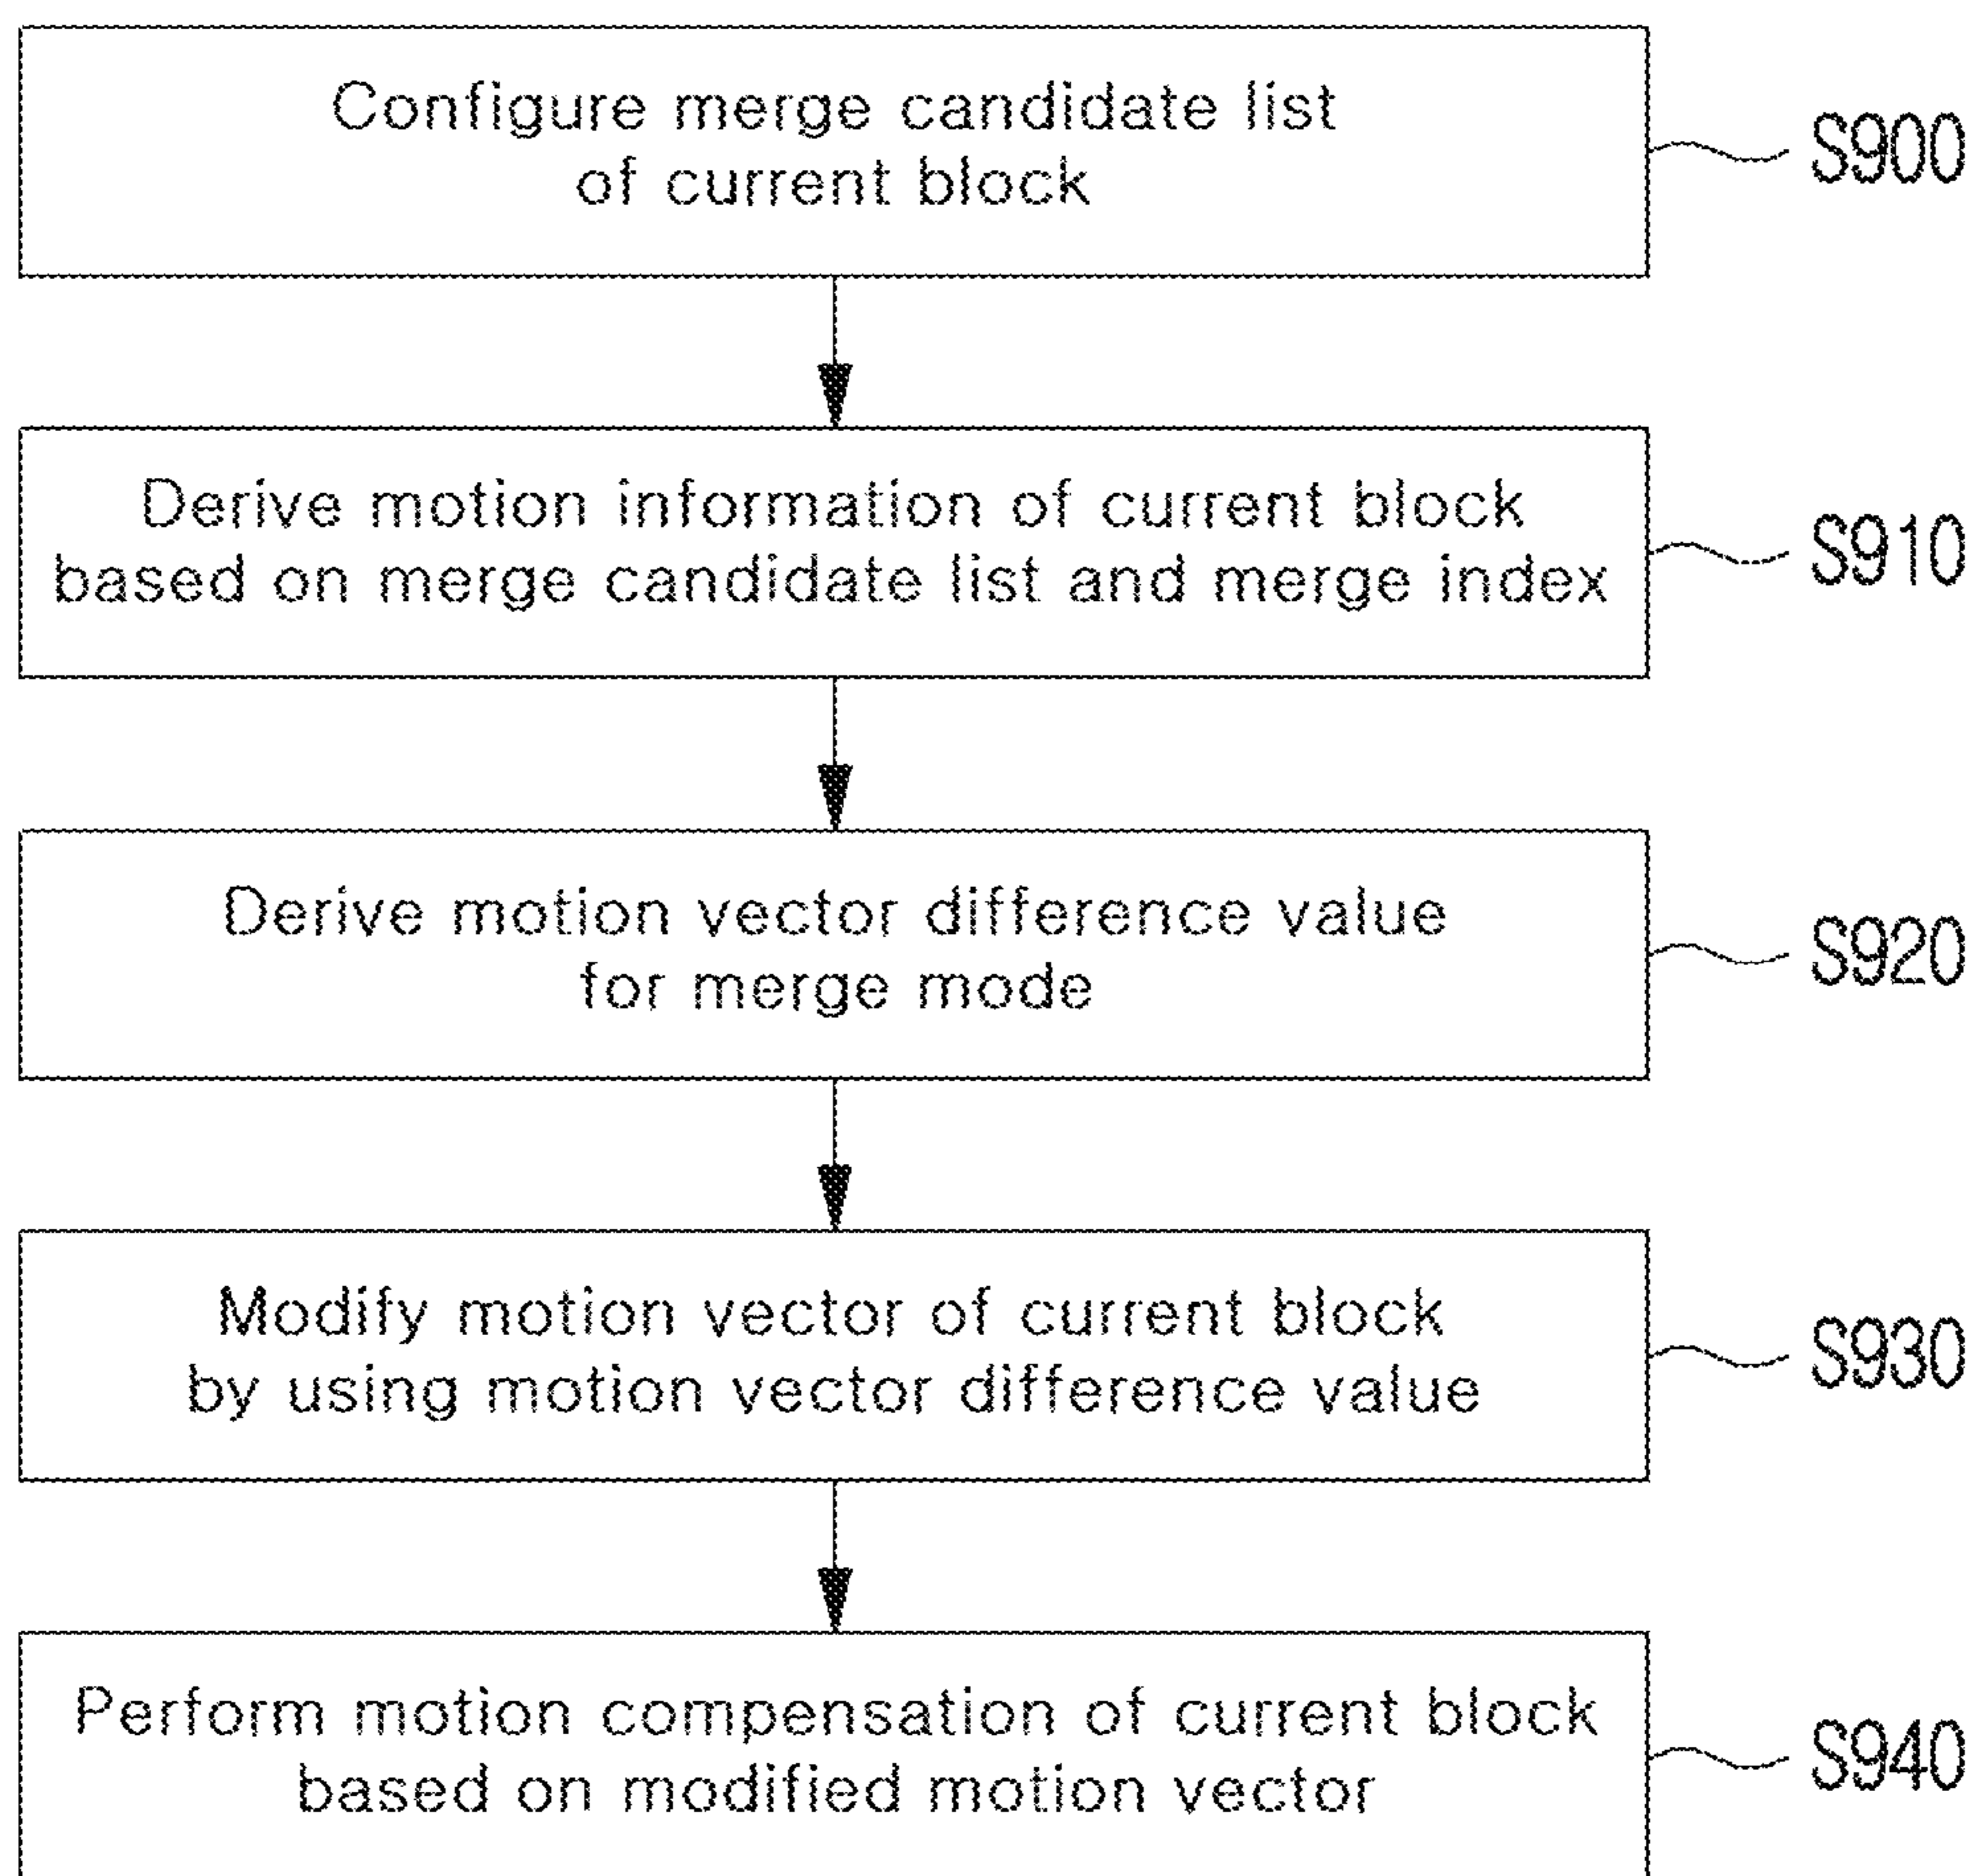 Configure merge candidate list
of current block
S900
Derive motion information of current block
based on merge candidate list and merge index
S910
Derive motion vector difference value
for merge mode
S920
Modify motion vector of current block
by using motion vector difference value
S930
Perform motion compensation of current block
based on modified motion vector
S940